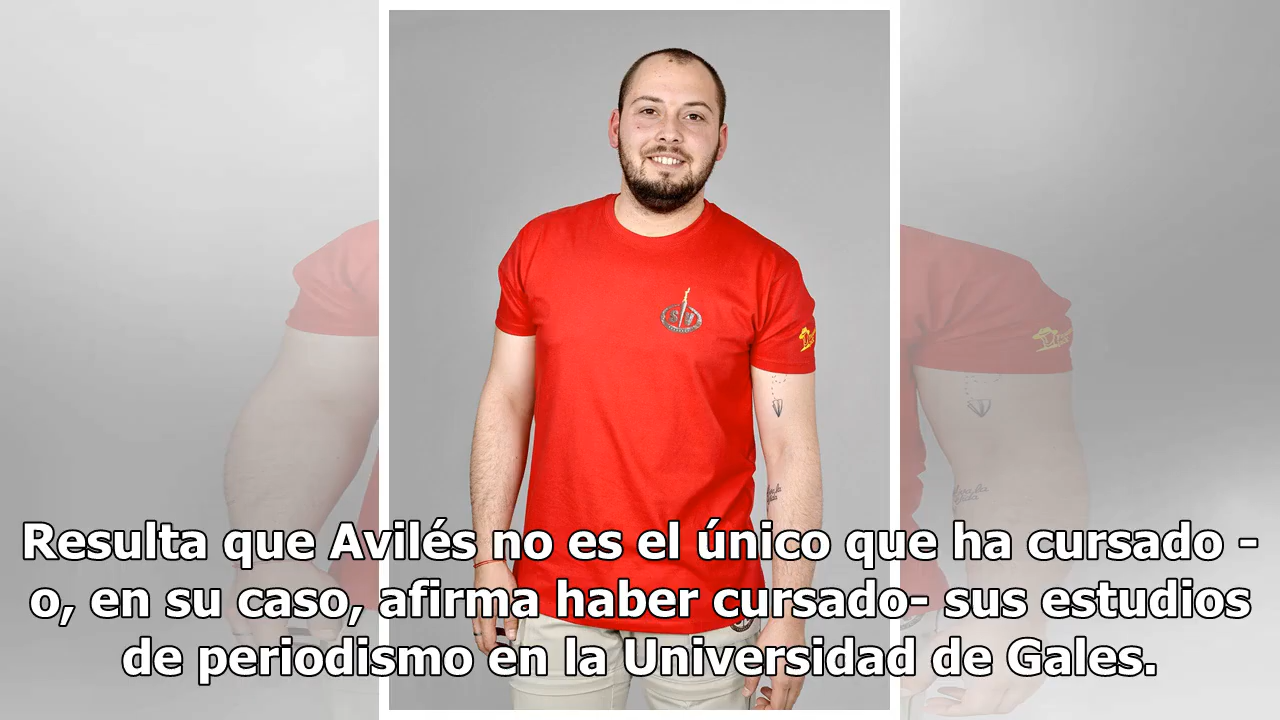 SH
Resulta que Avilés no es el único que ha cursado -
o, en su caso, afirma haber cursado- sus estudios
de periodismo en la Universidad de Gales.